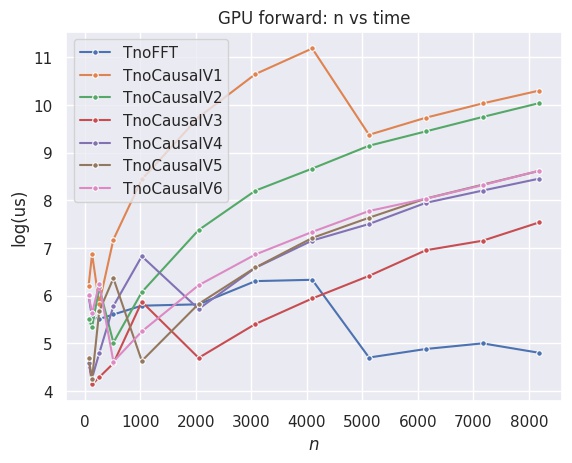 GPU forward: n vs time
11
10
9
8
7
6
5
4
log(us)
TnoFFT
TnoCausalV1
TnoCausalV2
TnoCausalV3
TnoCausalV4
TnoCausalV5
TnoCausalV6
0 1000 2000 3000 4000 5000 6000 7000 8000
n